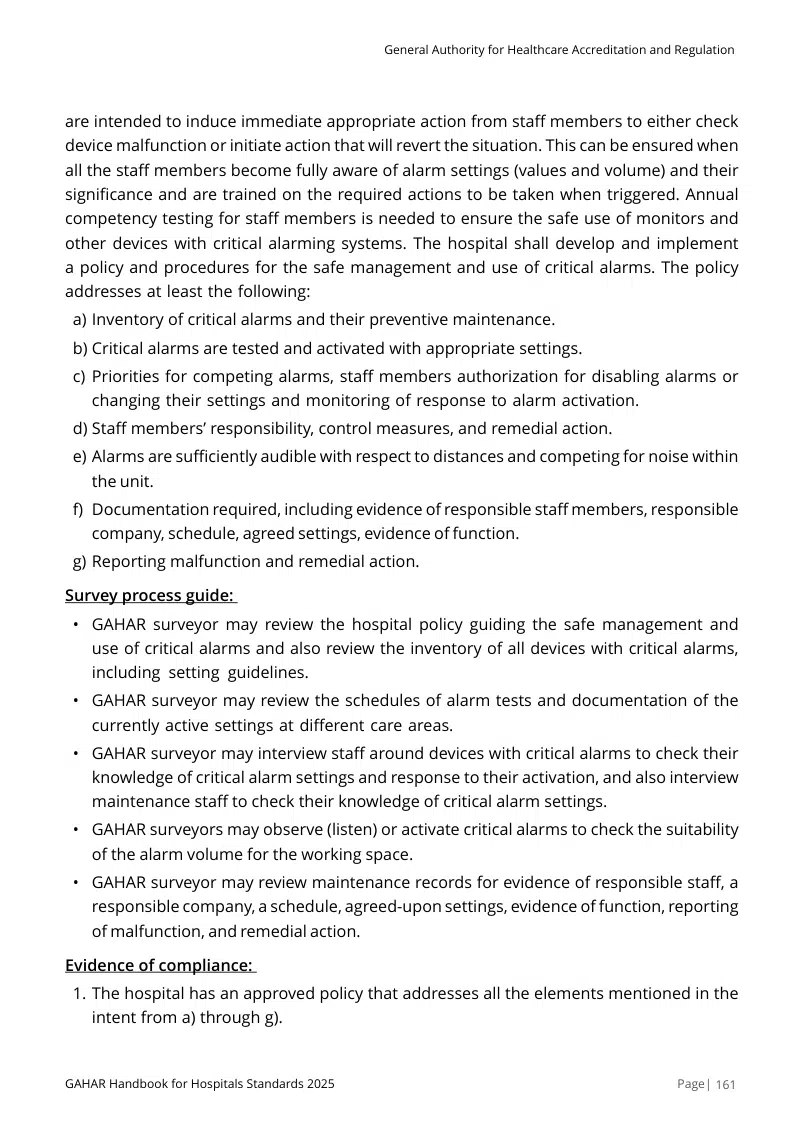 General Authority for Healthcare Accreditation and Regulation
are intended to induce immediate appropriate action from staff members to either check
device malfunction or initiate action that will revert the situation. This can be ensured when
all the staff members become fully aware of alarm settings (values and volume) and their
significance and are trained on the required actions to be taken when triggered. Annual
competency testing for staff members is needed to ensure the safe use of monitors and
other devices with critical alarming systems. The hospital shall develop and implement
a policy and procedures for the safe management and use of critical alarms. The policy
addresses at least the following:
a) Inventory of critical alarms and their preventive maintenance.
b) Critical alarms are tested and activated with appropriate settings.
c) Priorities for competing alarms, staff members authorization for disabling alarms or
changing their settings and monitoring of response to alarm activation.
d) Staff members’ responsibility, control measures, and remedial action.
e) Alarms are sufficiently audible with respect to distances and competing for noise within
the unit.
f) Documentation required, including evidence of responsible staff members, responsible
company, schedule, agreed settings, evidence of function.
g) Reporting malfunction and remedial action.
Survey process guide:
• GAHAR surveyor may review the hospital policy guiding the safe management and
use of critical alarms and also review the inventory of all devices with critical alarms,
including setting guidelines.
• GAHAR surveyor may review the schedules of alarm tests and documentation of the
currently active settings at different care areas.
• GAHAR surveyor may interview staff around devices with critical alarms to check their
knowledge of critical alarm settings and response to their activation, and also interview
maintenance staff to check their knowledge of critical alarm settings.
• GAHAR surveyors may observe (listen) or activate critical alarms to check the suitability
of the alarm volume for the working space.
• GAHAR surveyor may review maintenance records for evidence of responsible staff, a
responsible company, a schedule, agreed-upon settings, evidence of function, reporting
of malfunction, and remedial action.
Evidence of compliance:
1. The hospital has an approved policy that addresses all the elements mentioned in the
intent from a) through g).
GAHAR Handbook for Hospitals Standards 2025
Page| 161